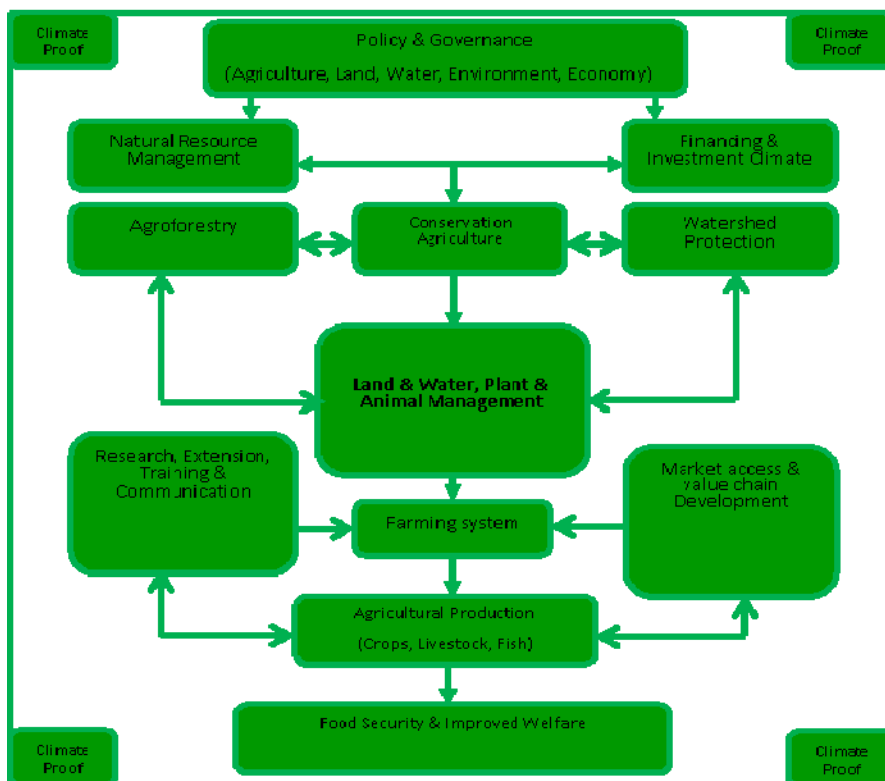 Climate
Proof
Policy & Governance
(Agriculture, Land, Water, Environment, Economy)
Climate
Proof
Natural Resource
Management
Financing &
Investment Climate
Agroforestry
Conservation
Agriculture
Watershed
Protection
Land & Water, Plant &
Animal Management
Research, Extension,
Training &
Communication
Market access &
value chain
Development
Farming system
Agricultural Production
(Crops, Livestock, Fish)
Food Security & Improved Welfare
Climate
Proof
Climate
Proof